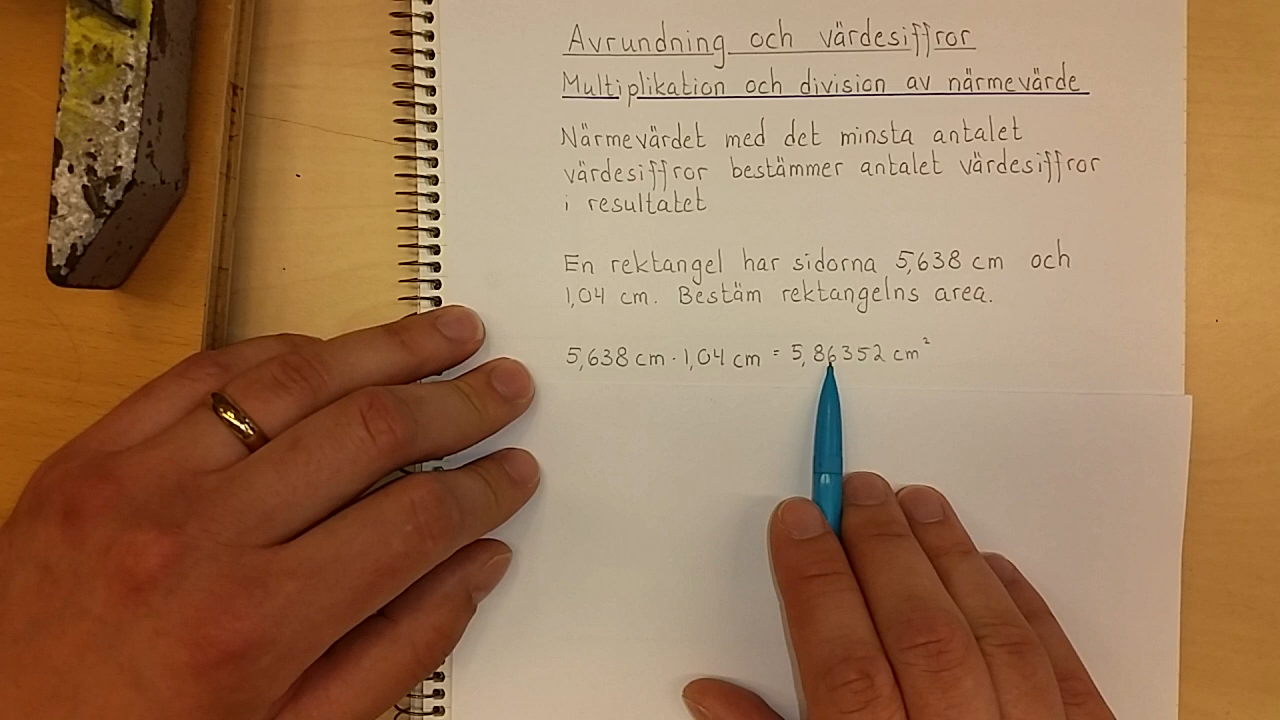 Avrundning och värdesiffror
Multiplikation och division av närmevärde
Närmevärdet med det minsta antalet
värdesiffror bestämmer antalet värdesiffror
i resultatet
En rektangel har sidorna 5,638 cm och
1,04 cm. Bestäm rektangelns area.
5,638 cm · 1,04 cm = 5,86352 cm²